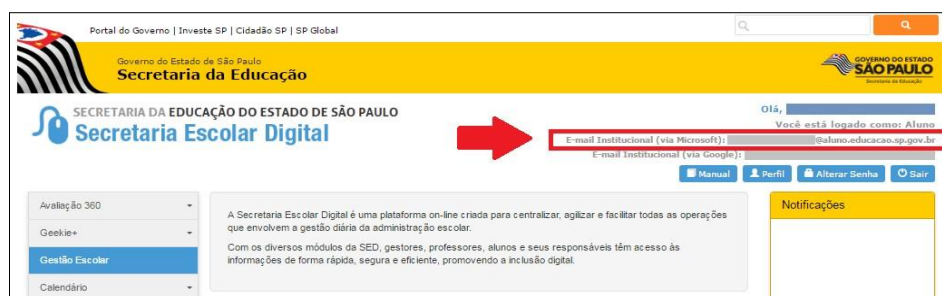 Portal do Governo | Investe SP | Cidadão SP | SP Global
Governo do Estado de São Paulo
Secretaria da Educação
GOVERNO DO ESTADO
SÃO PAULO
Secretaria da Educação
SECRETARIA DA EDUCAÇÃO DO ESTADO DE SÃO PAULO
Secretaria Escolar Digital
Olá,
Você está logado como: Aluno
E-mail Institucional (via Microsoft): @aluno.educacao.sp.gov.br
E-mail Institucional (via Google):
Manual Perfil Alterar Senha Sair
Avaliação 360
Geekie+
Gestão Escolar
Calendário
A Secretaria Escolar Digital é uma plataforma on-line criada para centralizar, agilizar e facilitar todas as operações
que envolvem a gestão diária da administração escolar.
Com os diversos módulos da SED, gestores, professores, alunos e seus responsáveis têm acesso às
informações de forma rápida, segura e eficiente, promovendo a inclusão digital.
Notificações